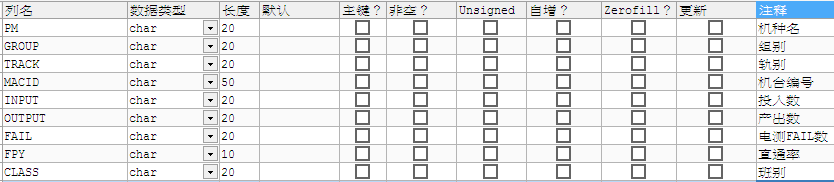 列名 数据类型 长度 默认 主键？ 非空？ Unsigned 自增？ Zerofill？ 更新 注释
PM char 20 机种名
GROUP char 20 组别
TRACK char 20 轨别
MACID char 50 机台编号
INPUT char 20 投入数
OUTPUT char 20 产出数
FAIL char 20 电测FAIL数
FPY char 10 直通率
CLASS char 20 班别